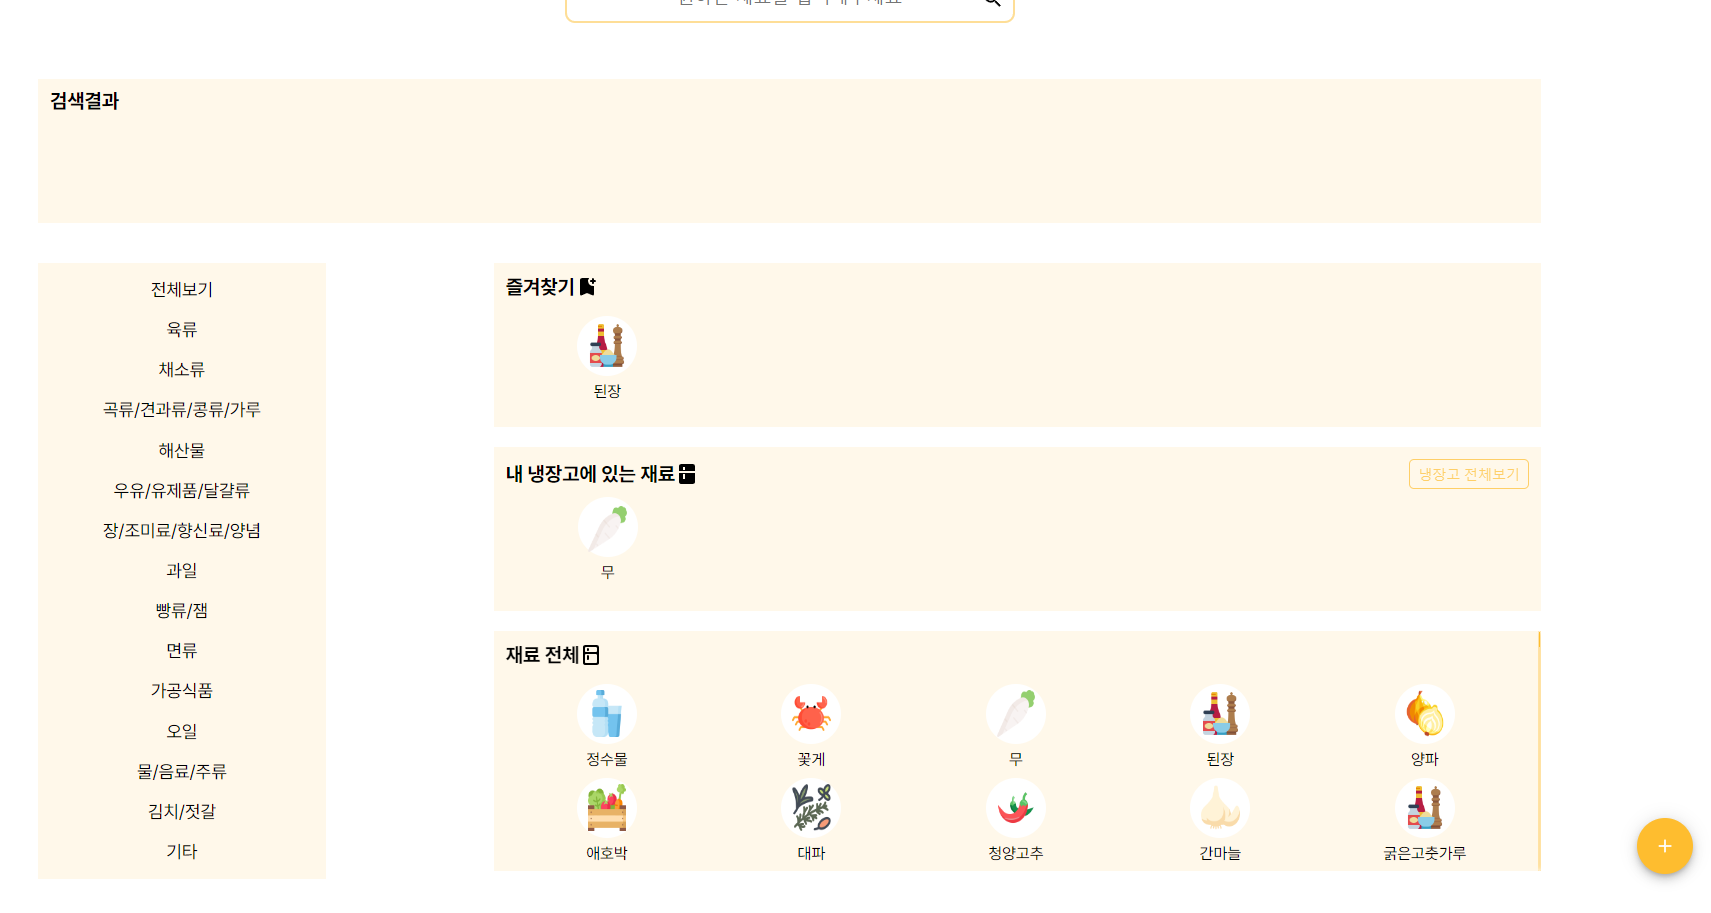 검색결과
전체보기
육류
채소류
곡류/견과류/콩류/가루
해산물
우유/유제품/달걀류
장/조미료/향신료/양념
과일
빵류/잼
면류
가공식품
오일
물/음료/주류
김치/젓갈
기타
즐겨찾기
된장
내 냉장고에 있는 재료
냉장고 전체보기
무
재료 전체
정수물 꽃게 무 된장 양파
애호박 대파 청양고추 간마늘 굵은고춧가루
+